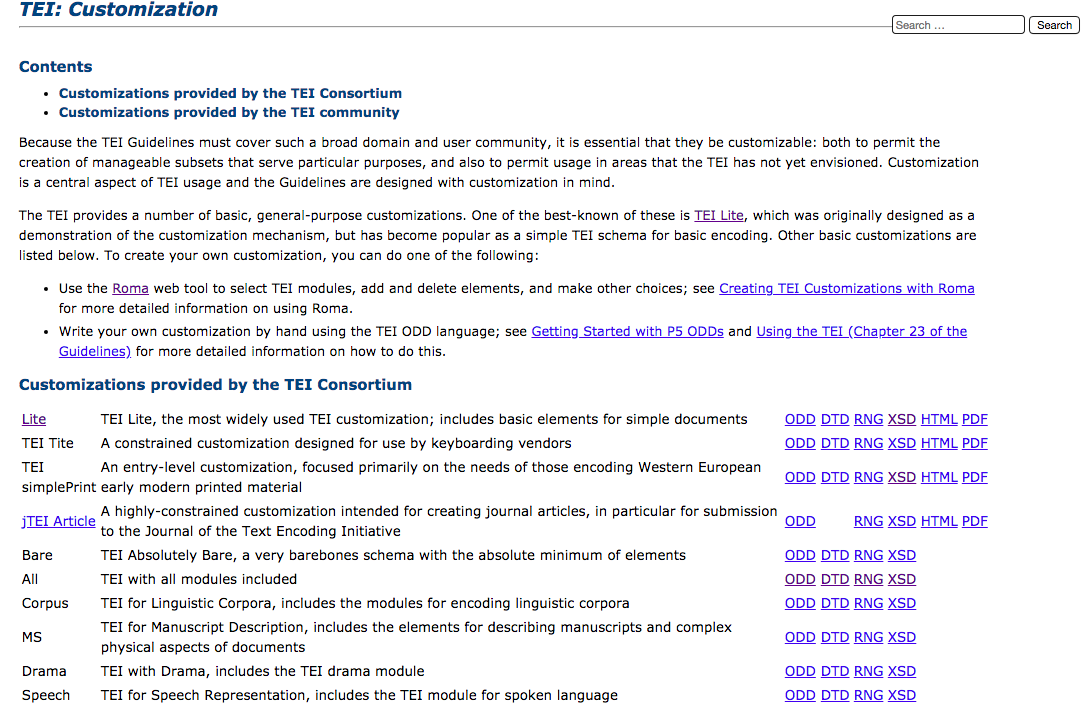 TEI: Customization
Search ...
Search
Contents
• Customizations provided by the TEI Consortium
• Customizations provided by the TEI community
Because the TEI Guidelines must cover such a broad domain and user community, it is essential that they be customizable: both to permit the
creation of manageable subsets that serve particular purposes, and also to permit usage in areas that the TEI has not yet envisioned. Customization
is a central aspect of TEI usage and the Guidelines are designed with customization in mind.
The TEI provides a number of basic, general-purpose customizations. One of the best-known of these is TEI Lite, which was originally designed as a
demonstration of the customization mechanism, but has become popular as a simple TEI schema for basic encoding. Other basic customizations are
listed below. To create your own customization, you can do one of the following:
• Use the Roma web tool to select TEI modules, add and delete elements, and make other choices; see Creating TEI Customizations with Roma
for more detailed information on using Roma.
• Write your own customization by hand using the TEI ODD language; see Getting Started with P5 ODDs and Using the TEI (Chapter 23 of the
Guidelines) for more detailed information on how to do this.
Customizations provided by the TEI Consortium
Lite TEI Lite, the most widely used TEI customization; includes basic elements for simple documents ODD DTD RNG XSD HTML PDF
TEI Tite A constrained customization designed for use by keyboarding vendors ODD DTD RNG XSD HTML PDF
TEI An entry-level customization, focused primarily on the needs of those encoding Western European
simplePrint early modern printed material ODD DTD RNG XSD HTML PDF
jTEI Article A highly-constrained customization intended for creating journal articles, in particular for submission
to the Journal of the Text Encoding Initiative ODD RNG XSD HTML PDF
Bare TEI Absolutely Bare, a very barebones schema with the absolute minimum of elements ODD DTD RNG XSD
All TEI with all modules included ODD DTD RNG XSD
Corpus TEI for Linguistic Corpora, includes the modules for encoding linguistic corpora ODD DTD RNG XSD
MS TEI for Manuscript Description, includes the elements for describing manuscripts and complex
physical aspects of documents ODD DTD RNG XSD
Drama TEI with Drama, includes the TEI drama module ODD DTD RNG XSD
Speech TEI for Speech Representation, includes the TEI module for spoken language ODD DTD RNG XSD